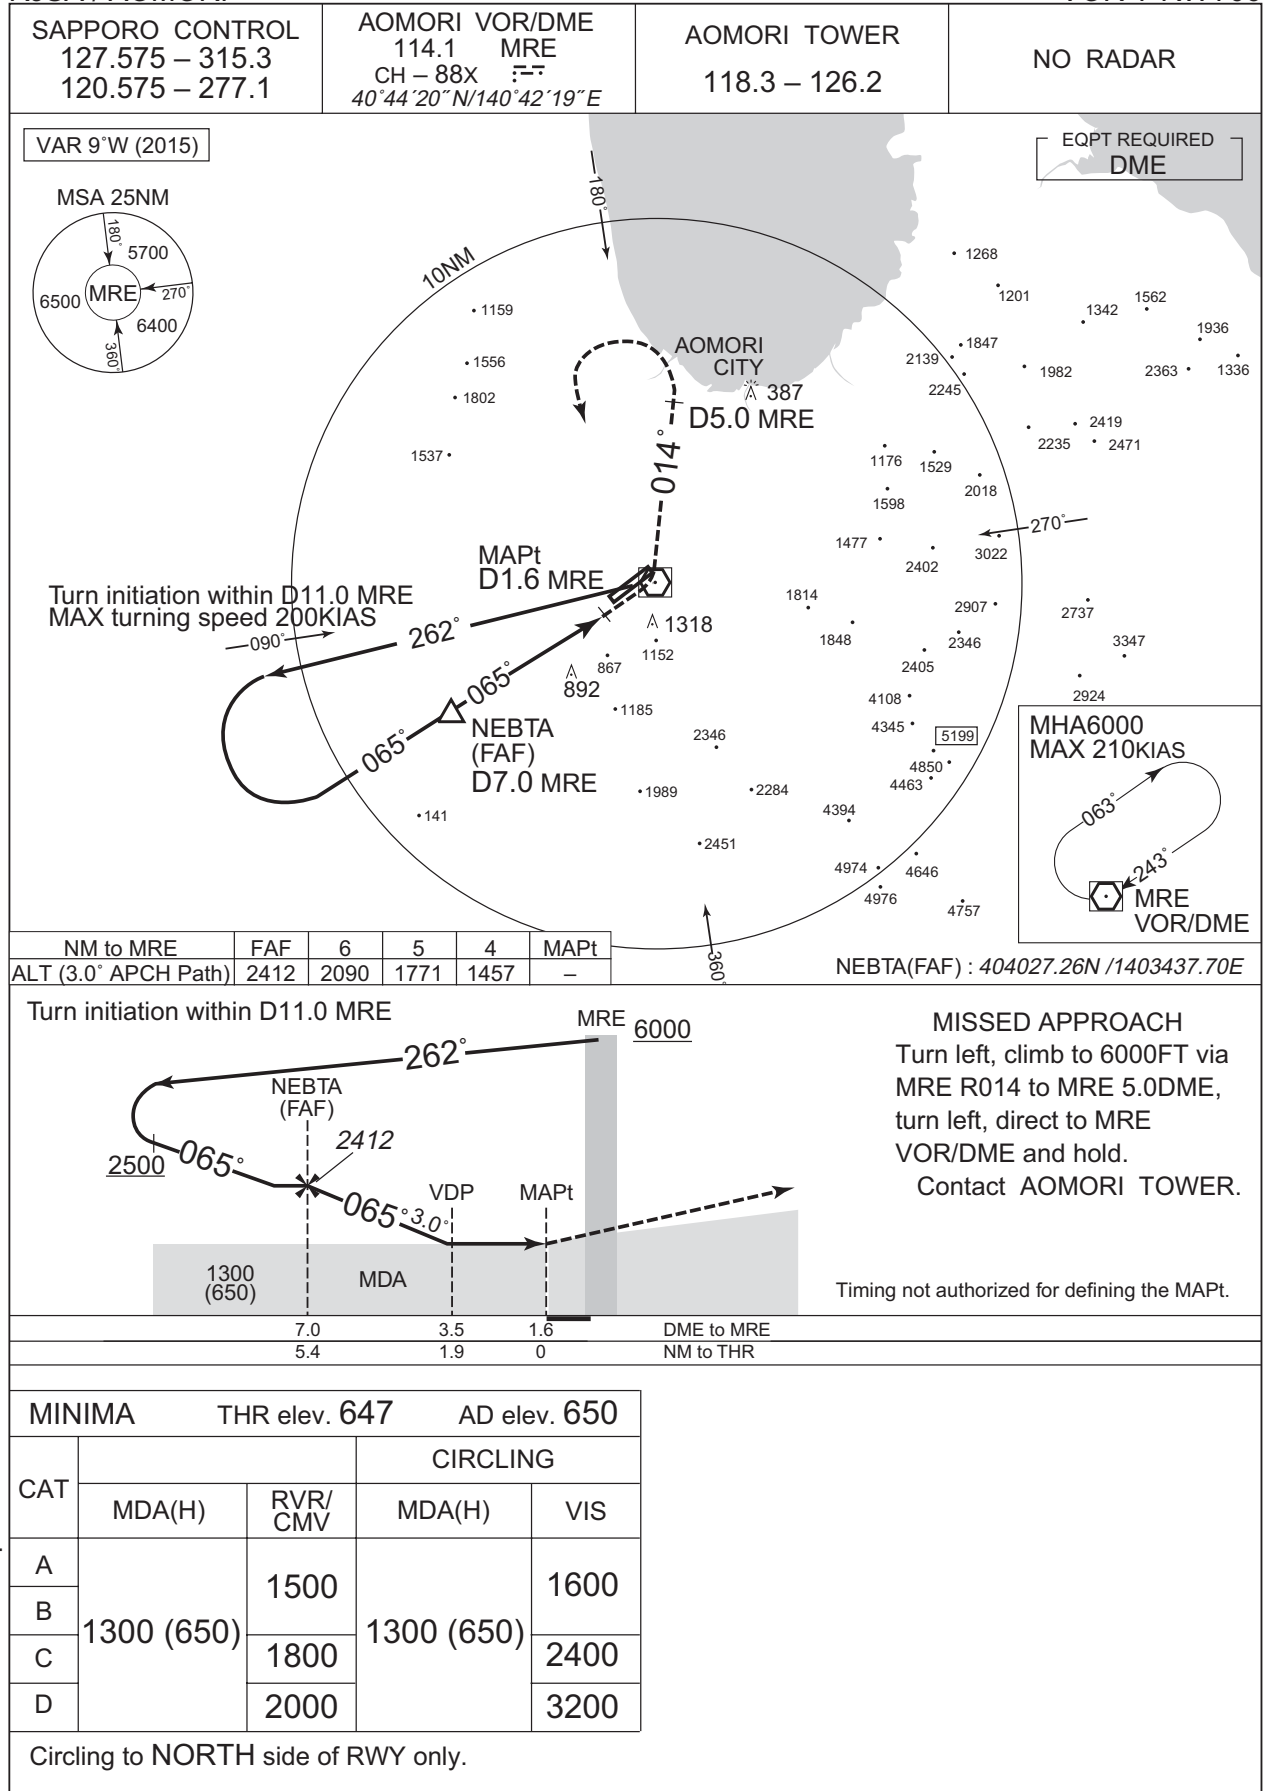 SAPPORO CONTROL
127.575 – 315.3
120.575 – 277.1
AOMORI VOR/DME
114.1 MRE
CH – 88X
40˚44´20˝N/140˚42´19˝E
AOMORI TOWER
118.3 – 126.2
NO RADAR
VAR 9˚W (2015)
EQPT REQUIRED
DME
MSA 25NM
180˚
5700
6500
MRE
270˚
6400
360˚
180˚
10NM
1268
1201
1342
1562
1936
1159
1847
2139
1556
1982
2363
1336
2245
1802
AOMORI
CITY
387
D5.0 MRE
2419
2235
2471
1537
1176
1529
014˚
2018
1598
270˚
1477
3022
2402
MAPt
D1.6 MRE
Turn initiation within D11.0 MRE
MAX turning speed 200KIAS
090˚
262˚
1814
2907
2737
1318
1848
2346
1152
3347
867
2405
892
065˚
2924
4108
1185
4345
NEBTA
(FAF)
D7.0 MRE
065˚
2346
5199
4850
4463
MHA6000
MAX 210KIAS
063˚
243˚
MRE
VOR/DME
1989
2284
141
4394
2451
4974
4646
4976
4757
360˚
NM to MRE FAF 6 5 4 MAPt
ALT (3.0˚ APCH Path) 2412 2090 1771 1457 –
NEBTA(FAF) : 404027.26N /1403437.70E
Turn initiation within D11.0 MRE
MRE
6000
262˚
NEBTA
(FAF)
2412
2500
065˚
065˚
3.0˚
VDP
MAPt
1300
(650)
MDA
MISSED APPROACH
Turn left, climb to 6000FT via
MRE R014 to MRE 5.0DME,
turn left, direct to MRE
VOR/DME and hold.
Contact AOMORI TOWER.
Timing not authorized for defining the MAPt.
7.0 3.5 1.6 DME to MRE
5.4 1.9 0 NM to THR
MINIMA THR elev. 647 AD elev. 650
CAT
CIRCLING
MDA(H)
RVR/
CMV
MDA(H)
VIS
A
B
C
D
1300 (650)
1500
1800
2000
1300 (650)
1600
2400
3200
Circling to NORTH side of RWY only.